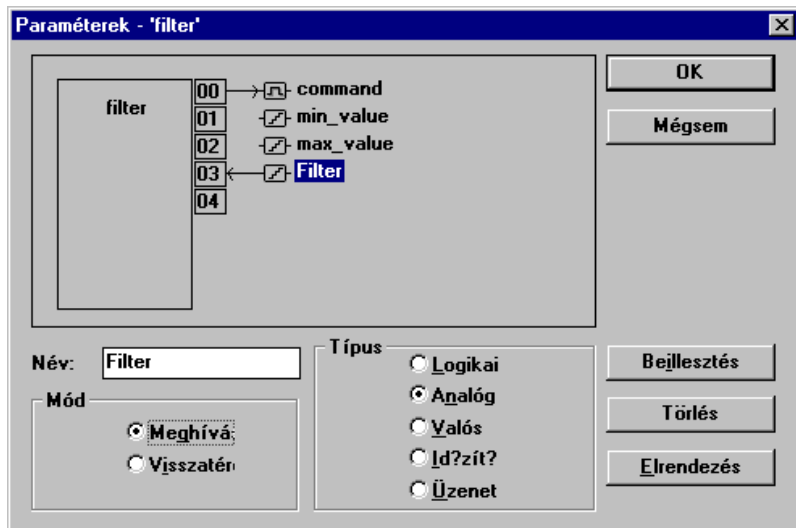 Paraméterek - 'filter'
filter
00 command
01 min_value
02 max_value
03 Filter
04
OK
Mégsem
Név: Filter
Mód
Meghívá
Visszatér
Típus
Logikai
Analóg
Valós
Id?zít?
Üzenet
Beillesztés
Törlés
Elrendezés